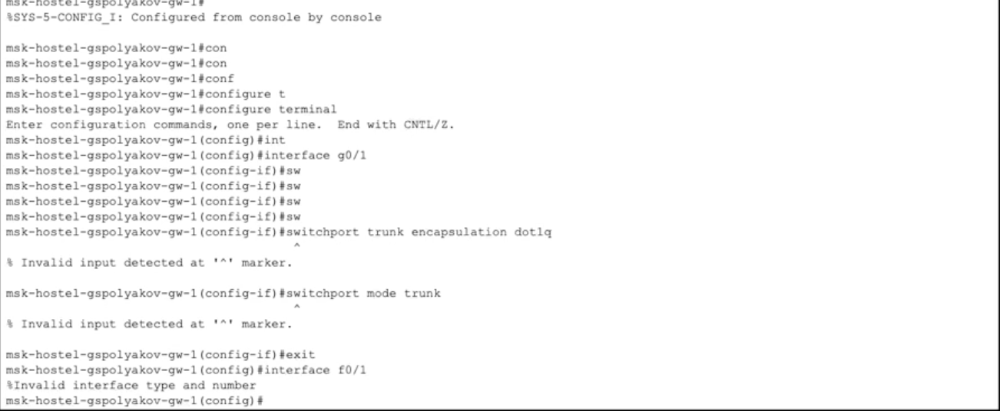 msk-hostel-gspolyakov-gw-1#
%SYS-5-CONFIG_I: Configured from console by console
msk-hostel-gspolyakov-gw-1#con
msk-hostel-gspolyakov-gw-1#con
msk-hostel-gspolyakov-gw-1#conf
msk-hostel-gspolyakov-gw-1#configure t
msk-hostel-gspolyakov-gw-1#configure terminal
Enter configuration commands, one per line.  End with CNTL/Z.
msk-hostel-gspolyakov-gw-1(config)#int
msk-hostel-gspolyakov-gw-1(config)#interface g0/1
msk-hostel-gspolyakov-gw-1(config-if)#sw
msk-hostel-gspolyakov-gw-1(config-if)#sw
msk-hostel-gspolyakov-gw-1(config-if)#sw
msk-hostel-gspolyakov-gw-1(config-if)#sw
msk-hostel-gspolyakov-gw-1(config-if)#switchport trunk encapsulation dot1q
^
% Invalid input detected at '^' marker.
msk-hostel-gspolyakov-gw-1(config-if)#switchport mode trunk
^
% Invalid input detected at '^' marker.
msk-hostel-gspolyakov-gw-1(config-if)#exit
msk-hostel-gspolyakov-gw-1(config)#interface f0/1
%Invalid interface type and number
msk-hostel-gspolyakov-gw-1(config)#